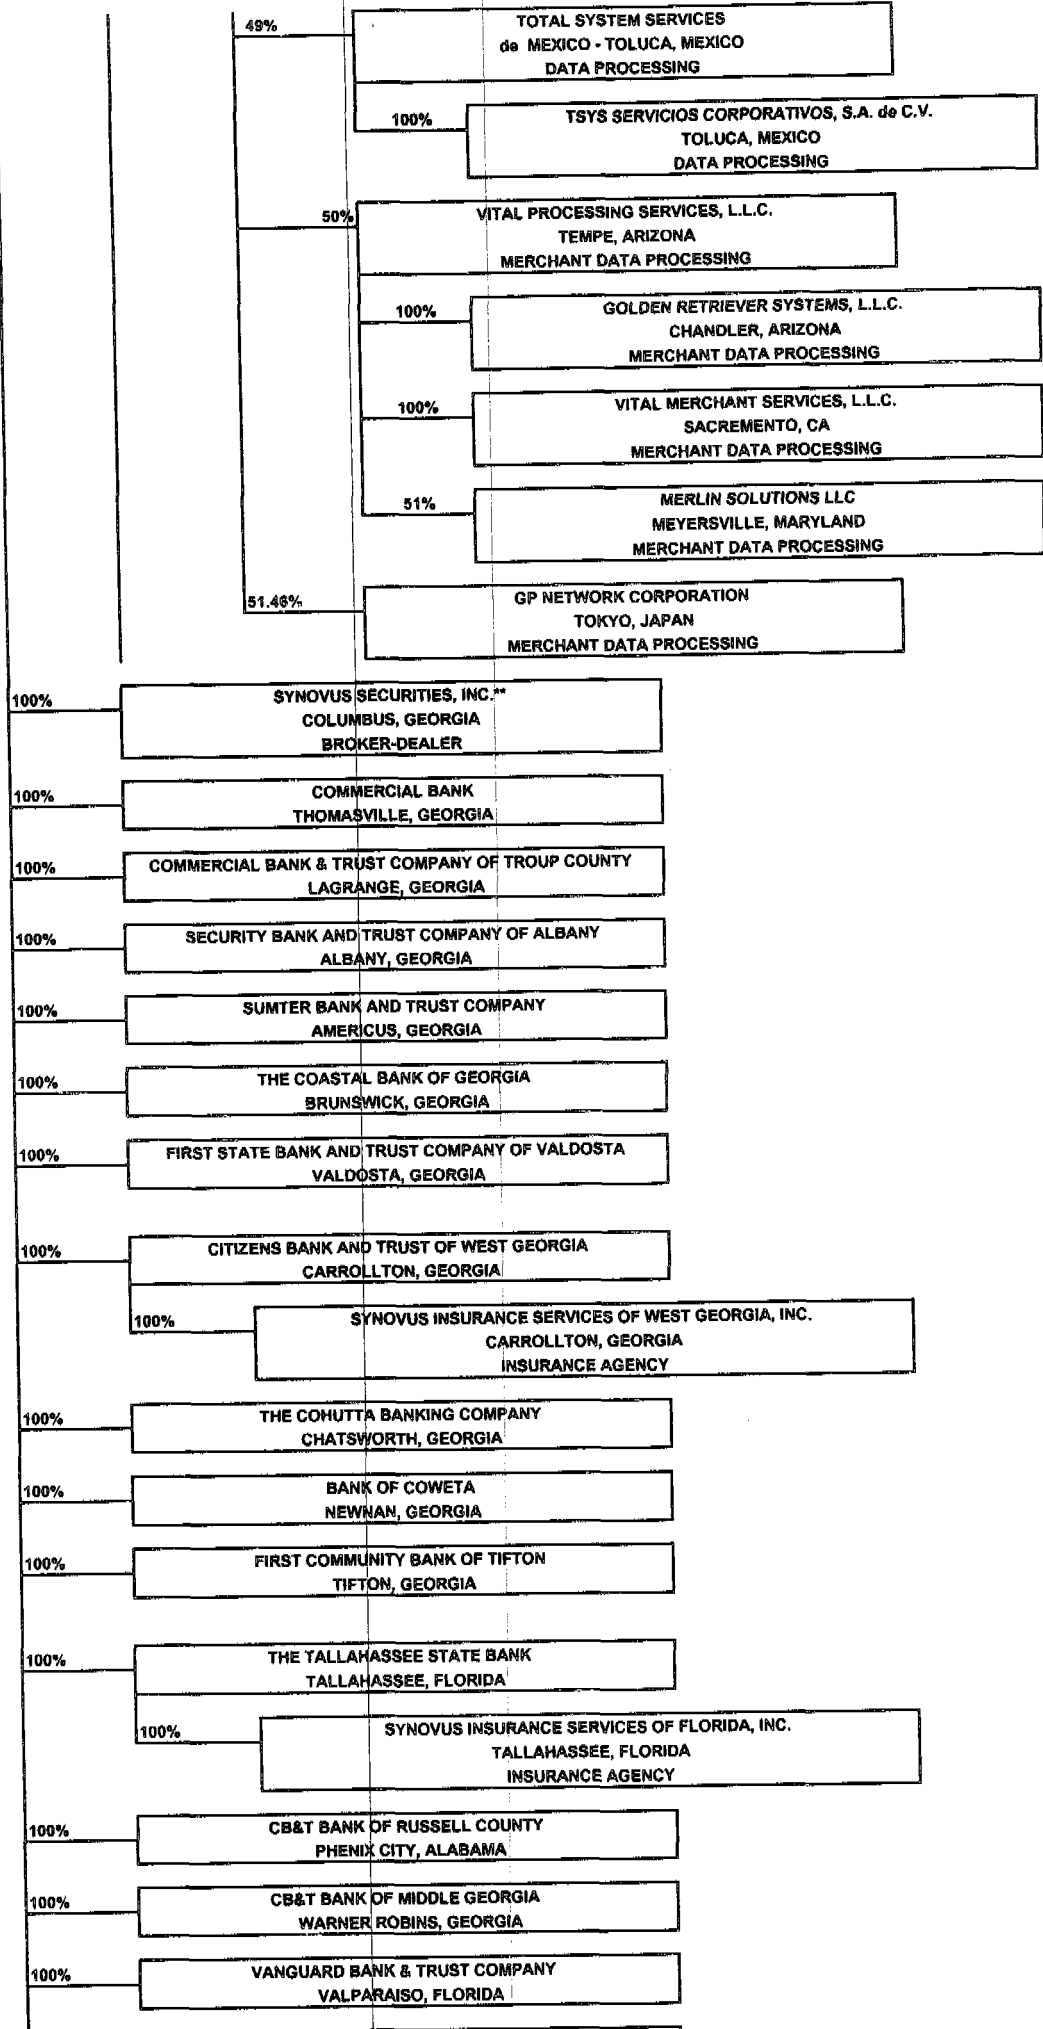 49%
TOTAL SYSTEM SERVICES
de MEXICO - TOLUCA, MEXICO
DATA PROCESSING
100%
TSYS SERVICIOS CORPORATIVOS, S.A. de C.V.
TOLUCA, MEXICO
DATA PROCESSING
50%
VITAL PROCESSING SERVICES, L.L.C.
TEMPE, ARIZONA
MERCHANT DATA PROCESSING
100%
GOLDEN RETRIEVER SYSTEMS, L.L.C.
CHANDLER, ARIZONA
MERCHANT DATA PROCESSING
100%
VITAL MERCHANT SERVICES, L.L.C.
SACREMENTO, CA
MERCHANT DATA PROCESSING
51%
MERLIN SOLUTIONS LLC
MEYERSVILLE, MARYLAND
MERCHANT DATA PROCESSING
51.46%
GP NETWORK CORPORATION
TOKYO, JAPAN
MERCHANT DATA PROCESSING
100%
SYNOVUS SECURITIES, INC.**
COLUMBUS, GEORGIA
BROKER-DEALER
100%
COMMERCIAL BANK
THOMASVILLE, GEORGIA
100%
COMMERCIAL BANK & TRUST COMPANY OF TROUP COUNTY
LAGRANGE, GEORGIA
100%
SECURITY BANK AND TRUST COMPANY OF ALBANY
ALBANY, GEORGIA
100%
SUMTER BANK AND TRUST COMPANY
AMERICUS, GEORGIA
100%
THE COASTAL BANK OF GEORGIA
BRUNSWICK, GEORGIA
100%
FIRST STATE BANK AND TRUST COMPANY OF VALDOSTA
VALDOSTA, GEORGIA
100%
CITIZENS BANK AND TRUST OF WEST GEORGIA
CARROLLTON, GEORGIA
100%
SYNOVUS INSURANCE SERVICES OF WEST GEORGIA, INC.
CARROLLTON, GEORGIA
INSURANCE AGENCY
100%
THE COHUTTA BANKING COMPANY
CHATSWORTH, GEORGIA
100%
BANK OF COWETA
NEWNAN, GEORGIA
100%
FIRST COMMUNITY BANK OF TIFTON
TIFTON, GEORGIA
100%
THE TALLAHASSEE STATE BANK
TALLAHASSEE, FLORIDA
100%
SYNOVUS INSURANCE SERVICES OF FLORIDA, INC.
TALLAHASSEE, FLORIDA
INSURANCE AGENCY
100%
CB&T BANK OF RUSSELL COUNTY
PHENIX CITY, ALABAMA
100%
CB&T BANK OF MIDDLE GEORGIA
WARNER ROBINS, GEORGIA
100%
VANGUARD BANK & TRUST COMPANY
VALPARAISO, FLORIDA